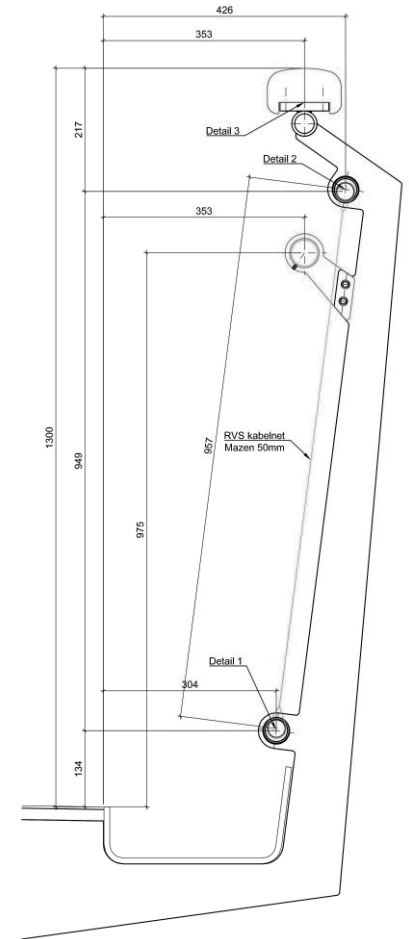 426
353
Detail 3
217
Detail 2
353
1300
949
957
975
RVS kabelnet
Mazen 50mm
Detail 1
304
134